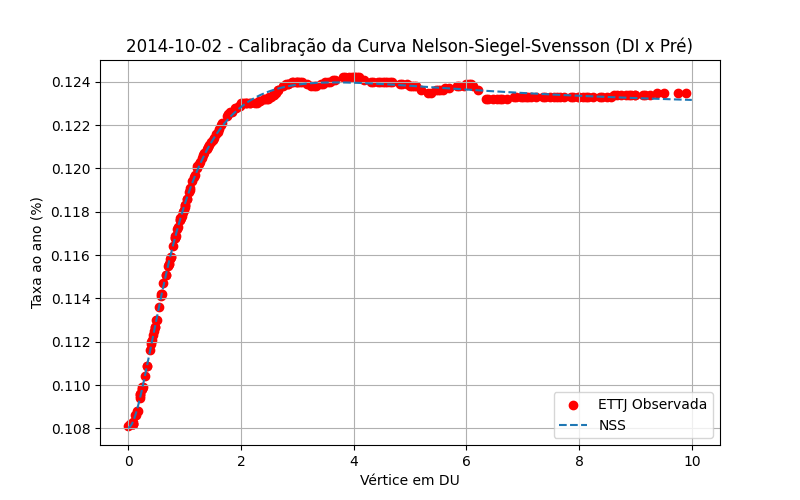 2014-10-02 - Calibração da Curva Nelson-Siegel-Svensson (DI x Pré)
Taxa ao ano (%)
0.124
0.122
0.120
0.118
0.116
0.114
0.112
0.110
0.108
ETTJ Observada
NSS
0 2 4 6 8 10
Vértice em DU